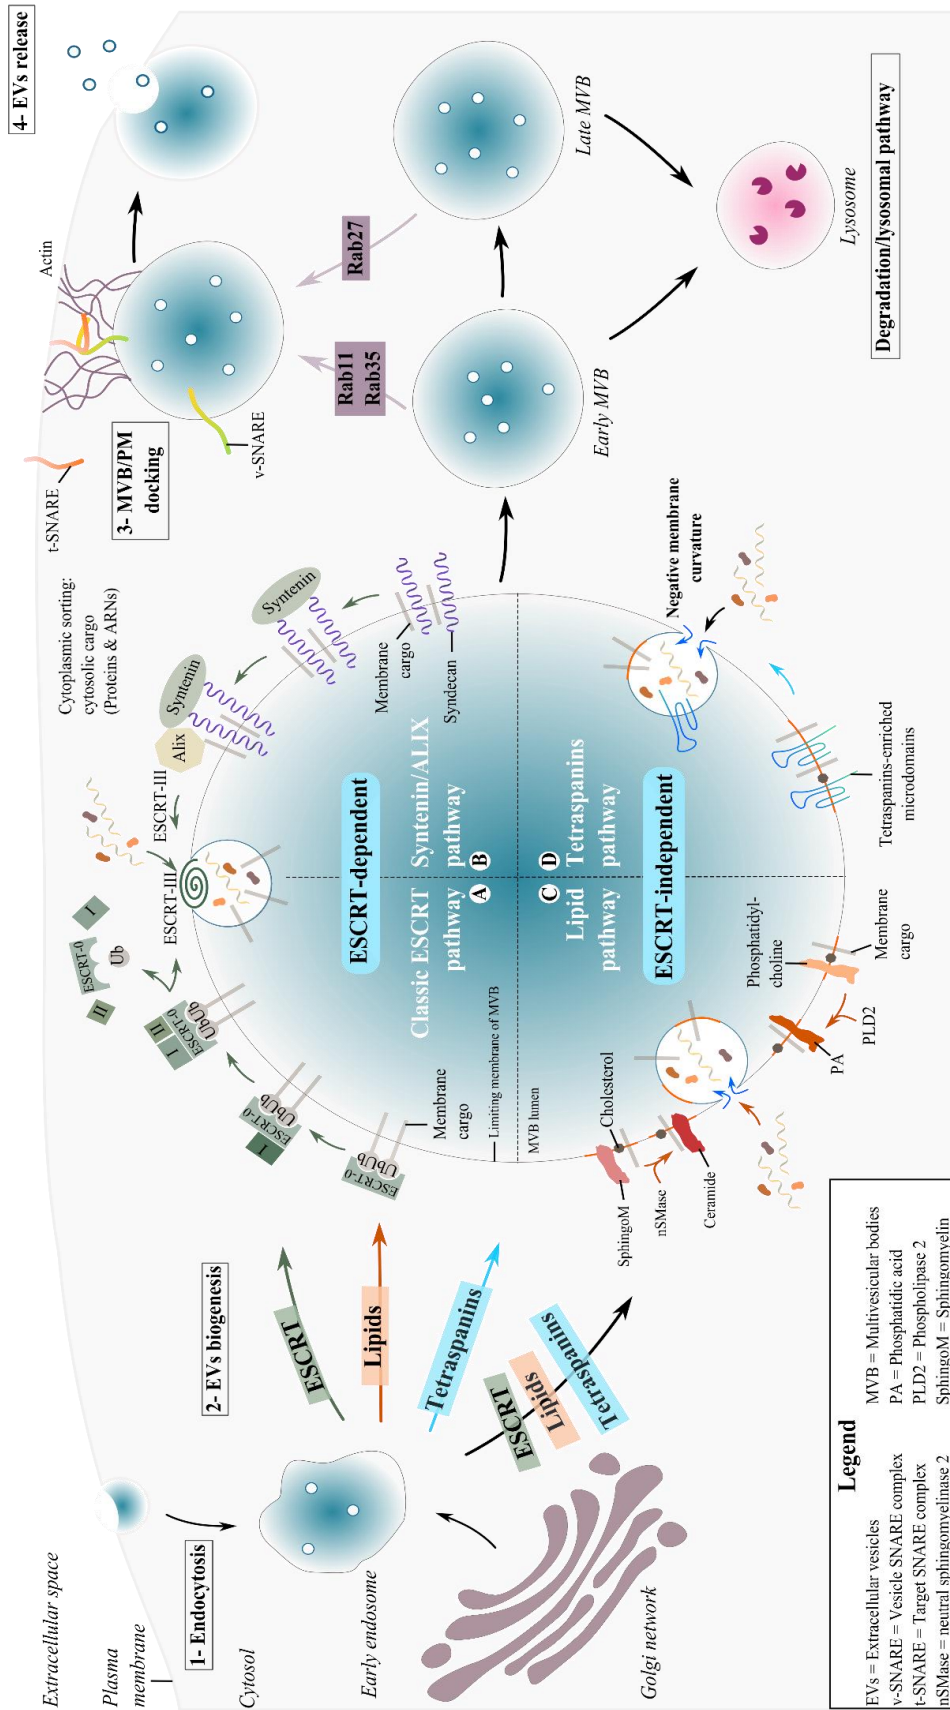 Extracellular space
Plasma
membrane
1- Endocytosis
Cytosol
Early endosome
Golgi network
2- EVs biogenesis
ESCRT
Lipids
Tetraspanins
ESCRT
Lipids
Tetraspanins
ESCRT-0
UbUb
Membrane
cargo
I
ESCRT-0
UbUb
II
I
ESCRT-0
UbUb
II
ESCRT-0
I
Ub
ESCRT-III
ESCRT-III
Cytoplasmic sorting:
cytosolic cargo
(Proteins & ARNs)
Alix
Syntenin
Syntenin
Membrane
cargo
Syndecan
ESCRT-dependent
Classic ESCRT
pathway
A
Syntenin/ALIX
pathway
B
Limiting membrane of MVB
MVB lumen
C
Lipid
pathway
D
Tetraspanins
pathway
ESCRT-independent
SphingoM
Cholesterol
nSMase
Ceramide
PA
PLD2
Phosphatidyl-
choline
Membrane
cargo
Tetraspanins-enriched
microdomains
Negative membrane
curvature
t-SNARE
3- MVB/PM
docking
v-SNARE
Actin
4- EVs release
Rab11
Rab35
Rab27
Early MVB
Late MVB
Lysosome
Degradation/lysosomal pathway
Legend
EVs = Extracellular vesicles
v-SNARE = Vesicle SNARE complex
t-SNARE = Target SNARE complex
nSMase = neutral sphingomyelinase 2
MVB = Multivesicular bodies
PA = Phosphatidic acid
PLD2 = Phospholipase 2
SphingoM = Sphingomyelin